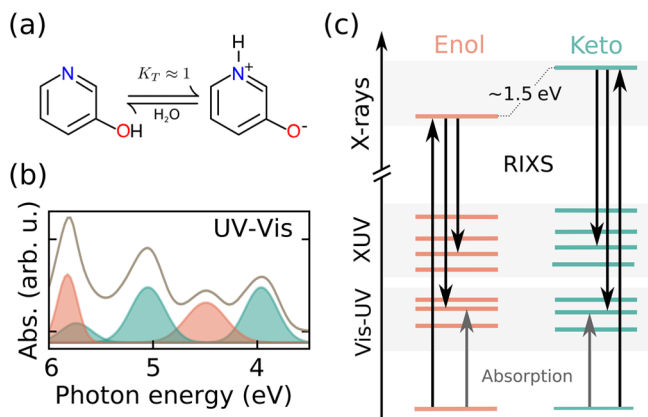 (a)
N
OH
K_T ≈ 1
H₂O
H
N⁺
O⁻
(b)
UV-Vis
Abs. (arb. u.)
6 5 4
Photon energy (eV)
(c)
Enol Keto
X-rays
~1.5 eV
RIXS
XUV
Vis-UV
Absorption